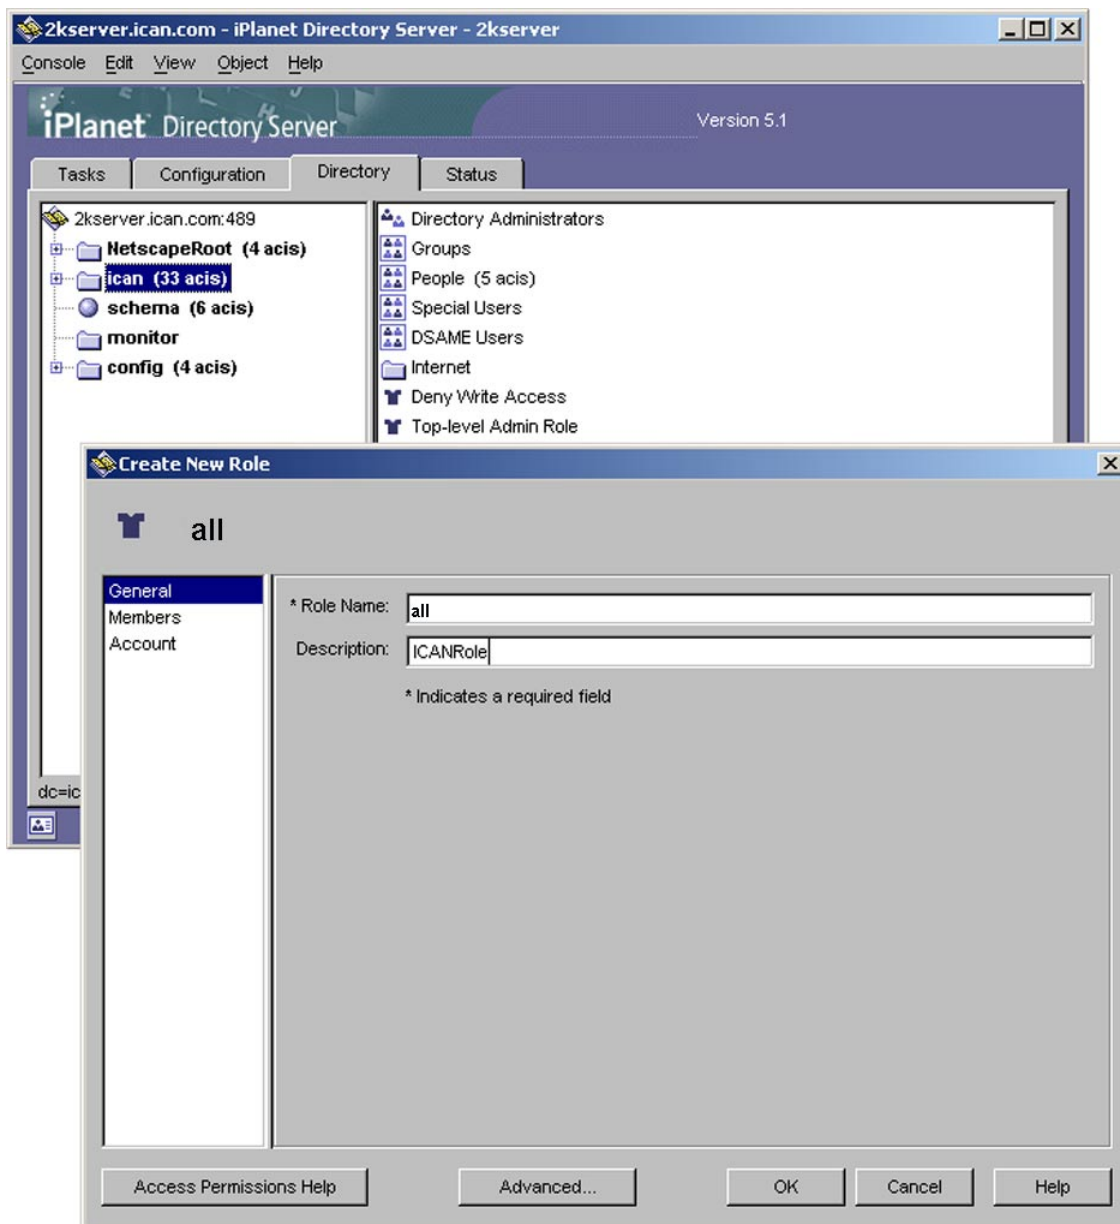 2kserver.ican.com - iPlanet Directory Server - 2kserver
Console Edit View Object Help
iPlanet Directory Server
Version 5.1
Tasks Configuration Directory Status
2kserver.ican.com:489
NetscapeRoot (4 acis)
ican (33 acis)
schema (6 acis)
monitor
config (4 acis)
Directory Administrators
Groups
People (5 acis)
Special Users
DSAME Users
Internet
Deny Write Access
Top-level Admin Role
dc=ic
Create New Role
all
General
Members
Account
* Role Name: all
Description: ICANRole
* Indicates a required field
Access Permissions Help Advanced... OK Cancel Help